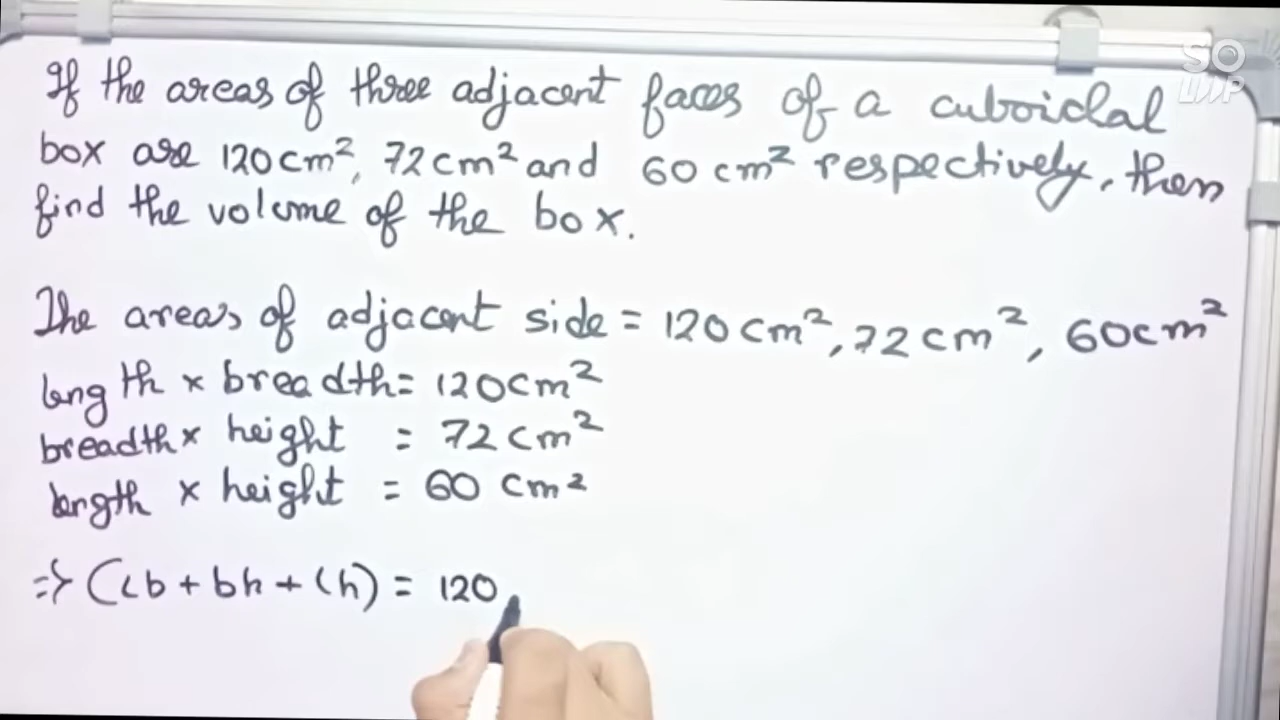 If the areas of three adjacent faces of a cuboidal
box are 120 cm², 72 cm² and 60 cm² respectively, then
find the volume of the box.
The areas of adjacent side = 120 cm², 72 cm², 60 cm²
length × breadth = 120 cm²
breadth × height = 72 cm²
length × height = 60 cm²
=> (lb + bh + lh) = 120